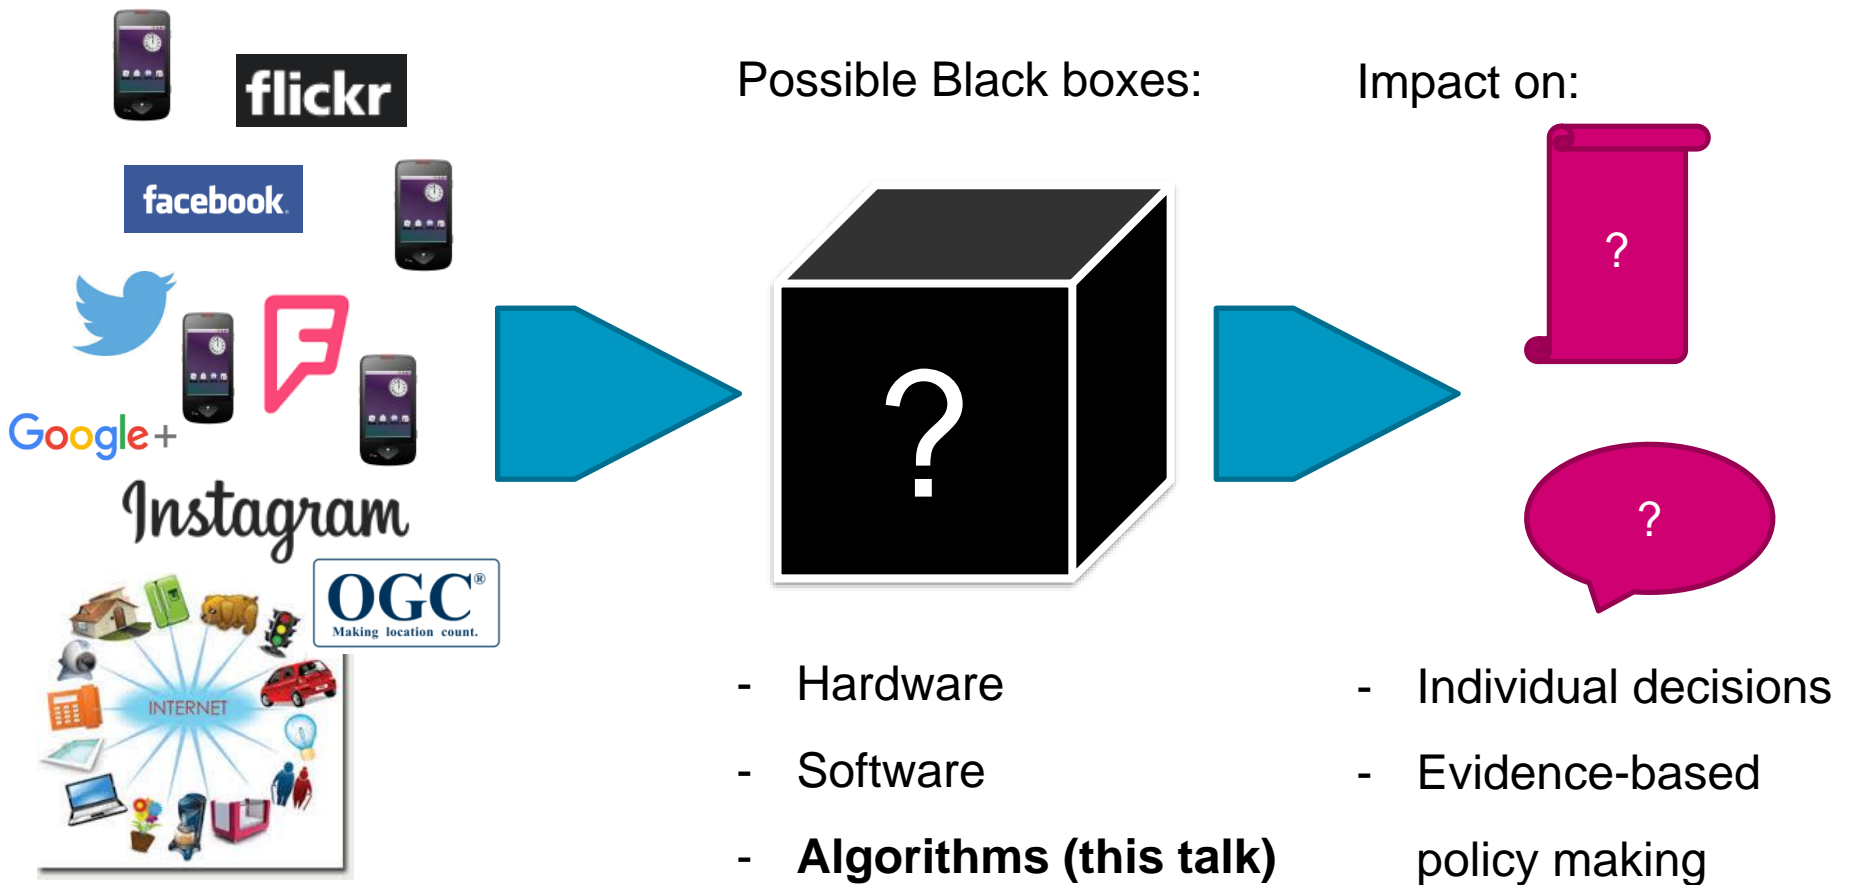 flickr
facebook.
Google+
Instagram
OGC®
Making location count.
INTERNET
Possible Black boxes:
?
- Hardware
- Software
- Algorithms (this talk)
Impact on:
?
?
- Individual decisions
- Evidence-based
policy making